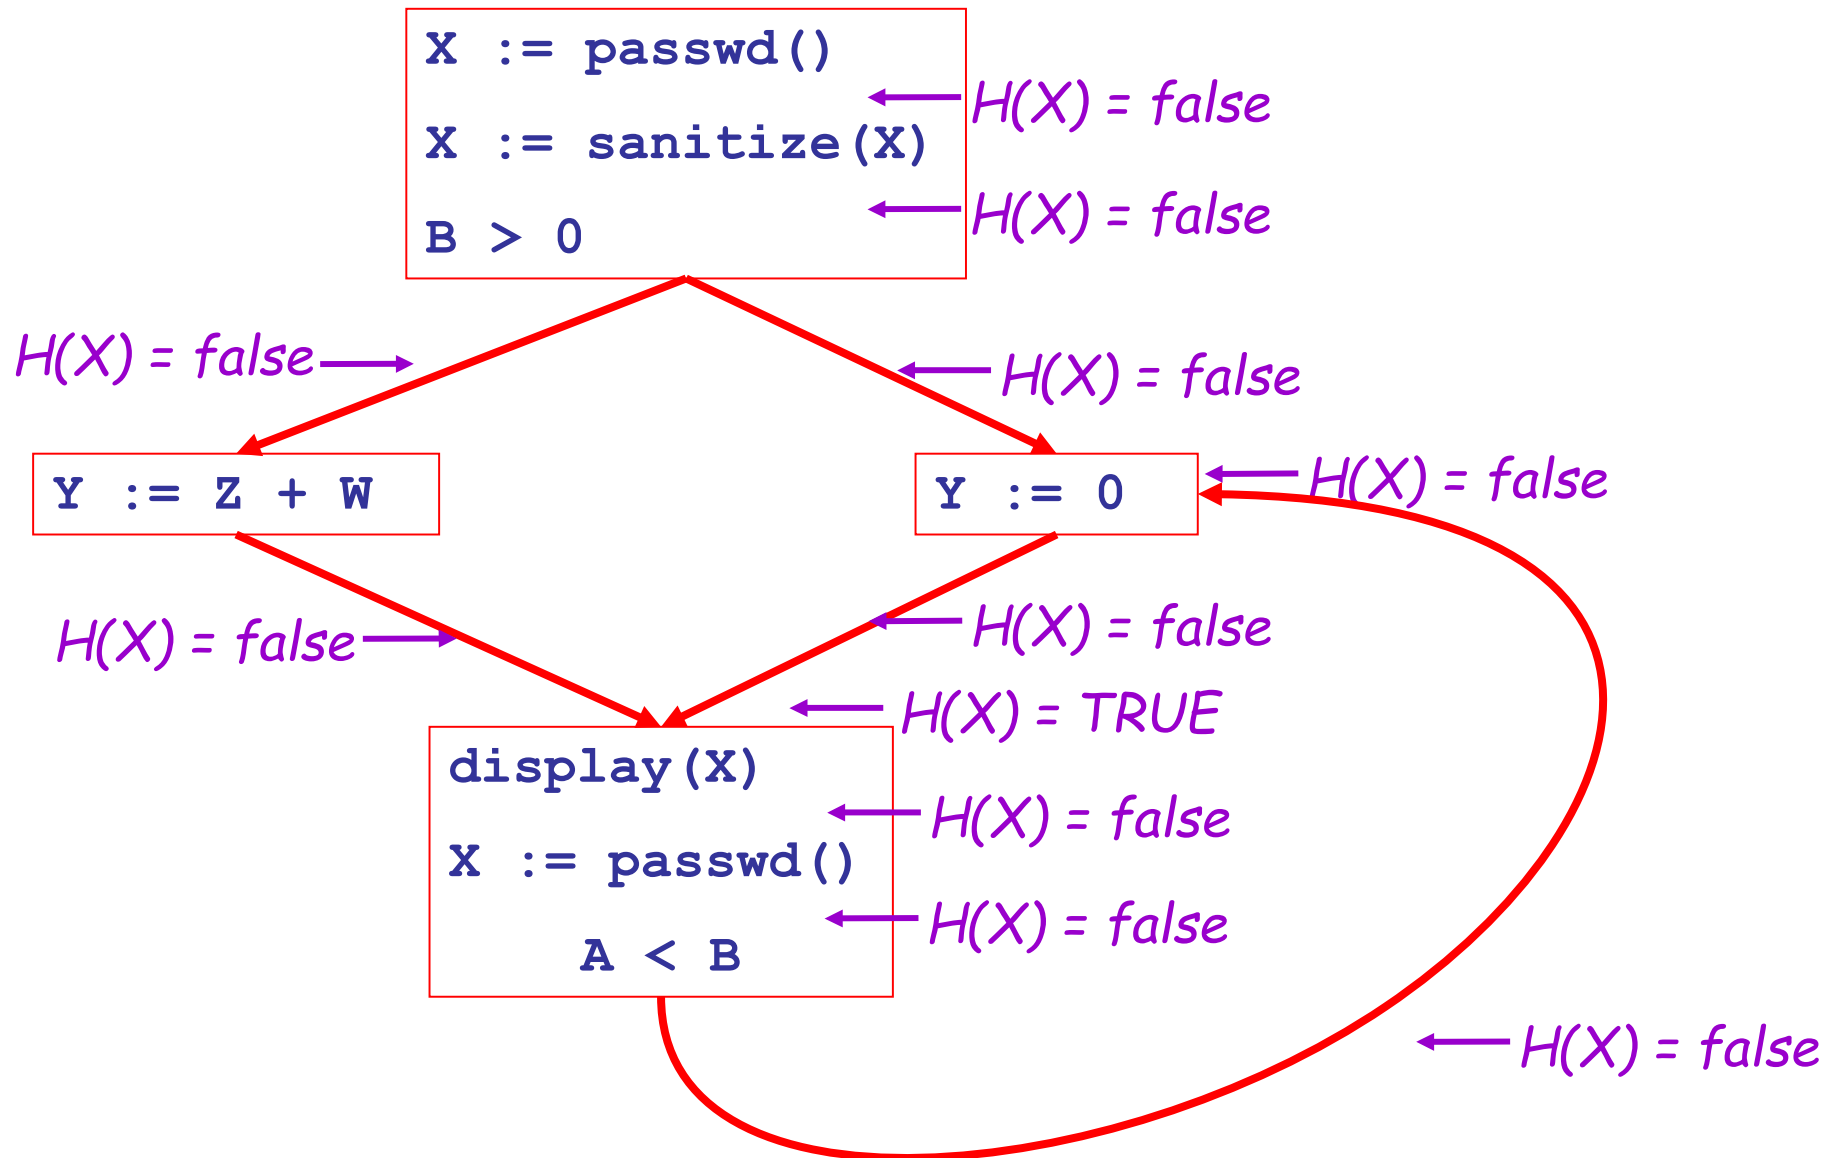 X := passwd()
H(X) = false
X := sanitize(X)
H(X) = false
B > 0
H(X) = false
H(X) = false
H(X) = false
Y := Z + W
Y := 0
H(X) = false
H(X) = false
H(X) = TRUE
display(X)
H(X) = false
X := passwd()
H(X) = false
A < B
H(X) = false